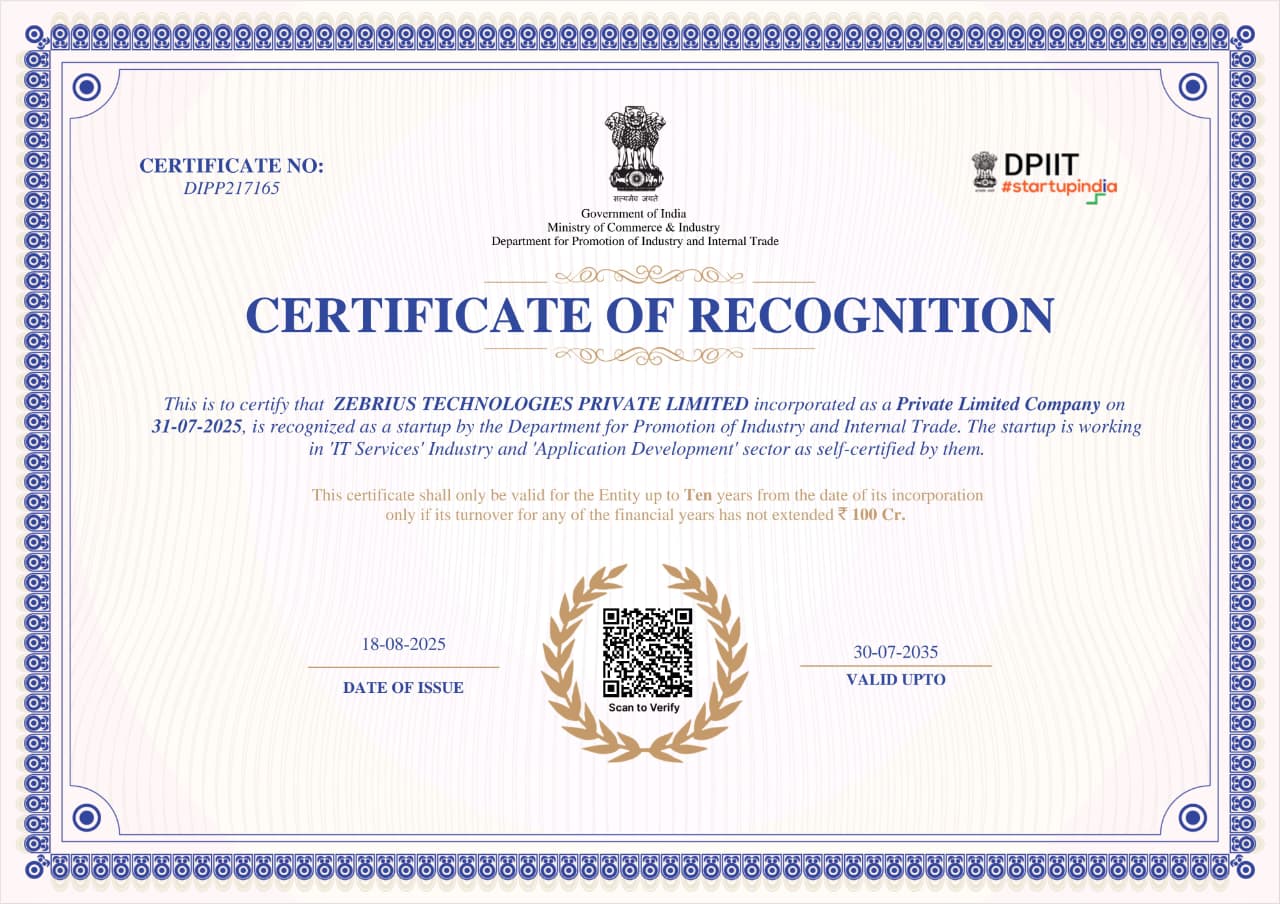 CERTIFICATE NO:
DIPP217165
सत्यमेव जयते
Government of India
Ministry of Commerce & Industry
Department for Promotion of Industry and Internal Trade
DPIIT
#startupindia
CERTIFICATE OF RECOGNITION
This is to certify that ZEBRIUS TECHNOLOGIES PRIVATE LIMITED incorporated as a Private Limited Company on
31-07-2025, is recognized as a startup by the Department for Promotion of Industry and Internal Trade. The startup is working
in 'IT Services' Industry and 'Application Development' sector as self-certified by them.
This certificate shall only be valid for the Entity up to Ten years from the date of its incorporation
only if its turnover for any of the financial years has not extended ₹ 100 Cr.
18-08-2025
DATE OF ISSUE
Scan to Verify
30-07-2035
VALID UPTO